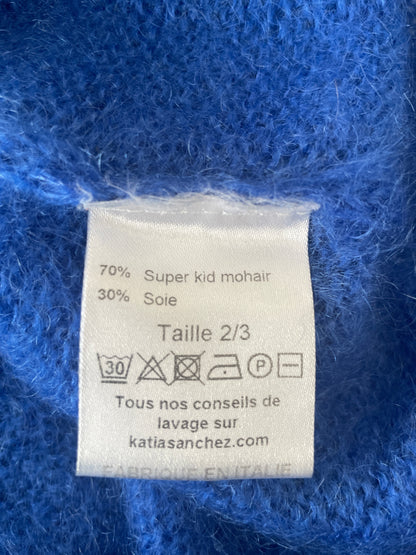 70% Super kid mohair
30% Soie
Taille 2/3
30 P
Tous nos conseils de
lavage sur
katiasanchez.com
FABRIQUE EN ITALIE